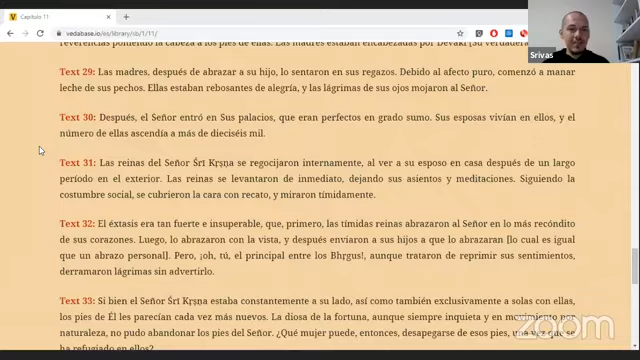 Capítulo 11
vedabase.io/es/library/sb/1/11/
reverencias poniendo la cabeza a los pies de ellas. Las madres estaban encabezadas por Devakī [Su verdadera
Text 29: Las madres, después de abrazar a su hijo, lo sentaron en sus regazos. Debido al afecto puro, comenzó a manar
leche de sus pechos. Ellas estaban rebosantes de alegría, y las lágrimas de sus ojos mojaron al Señor.
Text 30: Después, el Señor entró en Sus palacios, que eran perfectos en grado sumo. Sus esposas vivían en ellos, y el
número de ellas ascendía a más de dieciséis mil.
Text 31: Las reinas del Señor Śrī Kṛṣṇa se regocijaron internamente, al ver a su esposo en casa después de un largo
período en el exterior. Las reinas se levantaron de inmediato, dejando sus asientos y meditaciones. Siguiendo la
costumbre social, se cubrieron la cara con recato, y miraron tímidamente.
Text 32: El éxtasis era tan fuerte e insuperable, que, primero, las tímidas reinas abrazaron al Señor en lo más recóndito
de sus corazones. Luego, lo abrazaron con la vista, y después enviaron a sus hijos a que lo abrazaran [lo cual es igual
que un abrazo personal]. Pero, ¡oh, tú, el principal entre los Bhṛgus!, aunque trataron de reprimir sus sentimientos,
derramaron lágrimas sin advertirlo.
Text 33: Si bien el Señor Śrī Kṛṣṇa estaba constantemente a su lado, así como también exclusivamente a solas con ellas,
los pies de Él les parecían cada vez más nuevos. La diosa de la fortuna, aunque siempre inquieta y en movimiento por
naturaleza, no pudo abandonar los pies del Señor. ¿Qué mujer puede, entonces, desapegarse de esos pies, una vez que se
ha refugiado en ellos?
Srivas
zoom